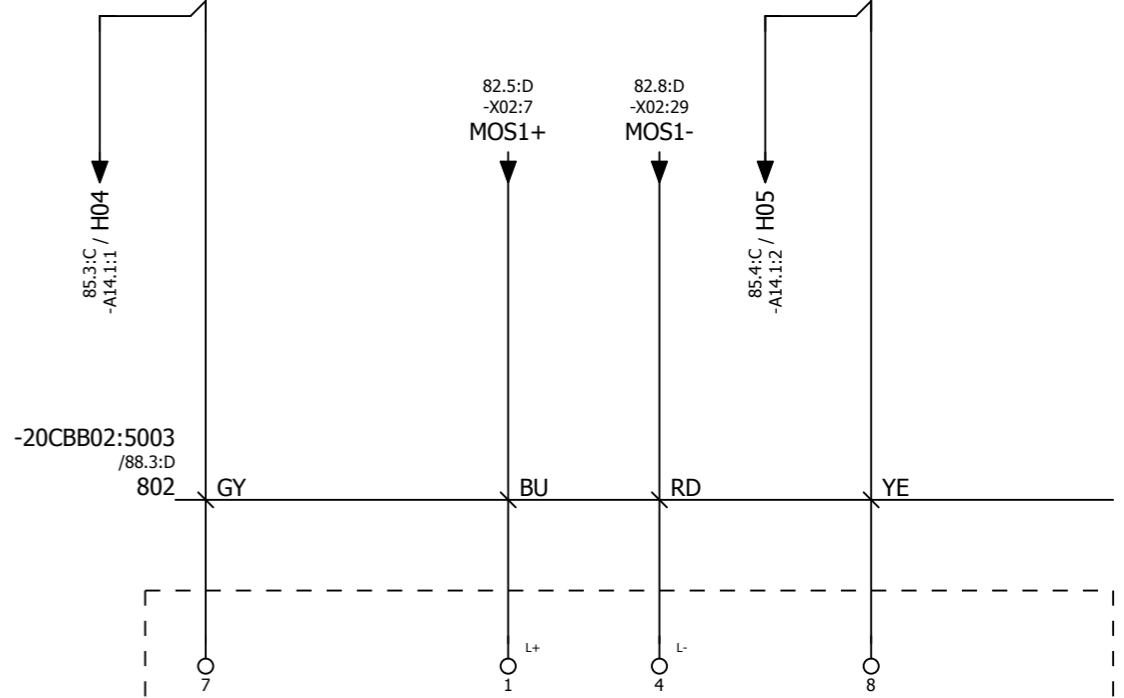 82.5:D
-X02:7
MOS1+
82.8:D
-X02:29
MOS1-
85.3:C / H04
-A14.1:1
85.4:C / H05
-A14.1:2
-20CBB02:5003
/88.3:D
802
GY
BU
RD
YE
L+
L-
7
1
4
8